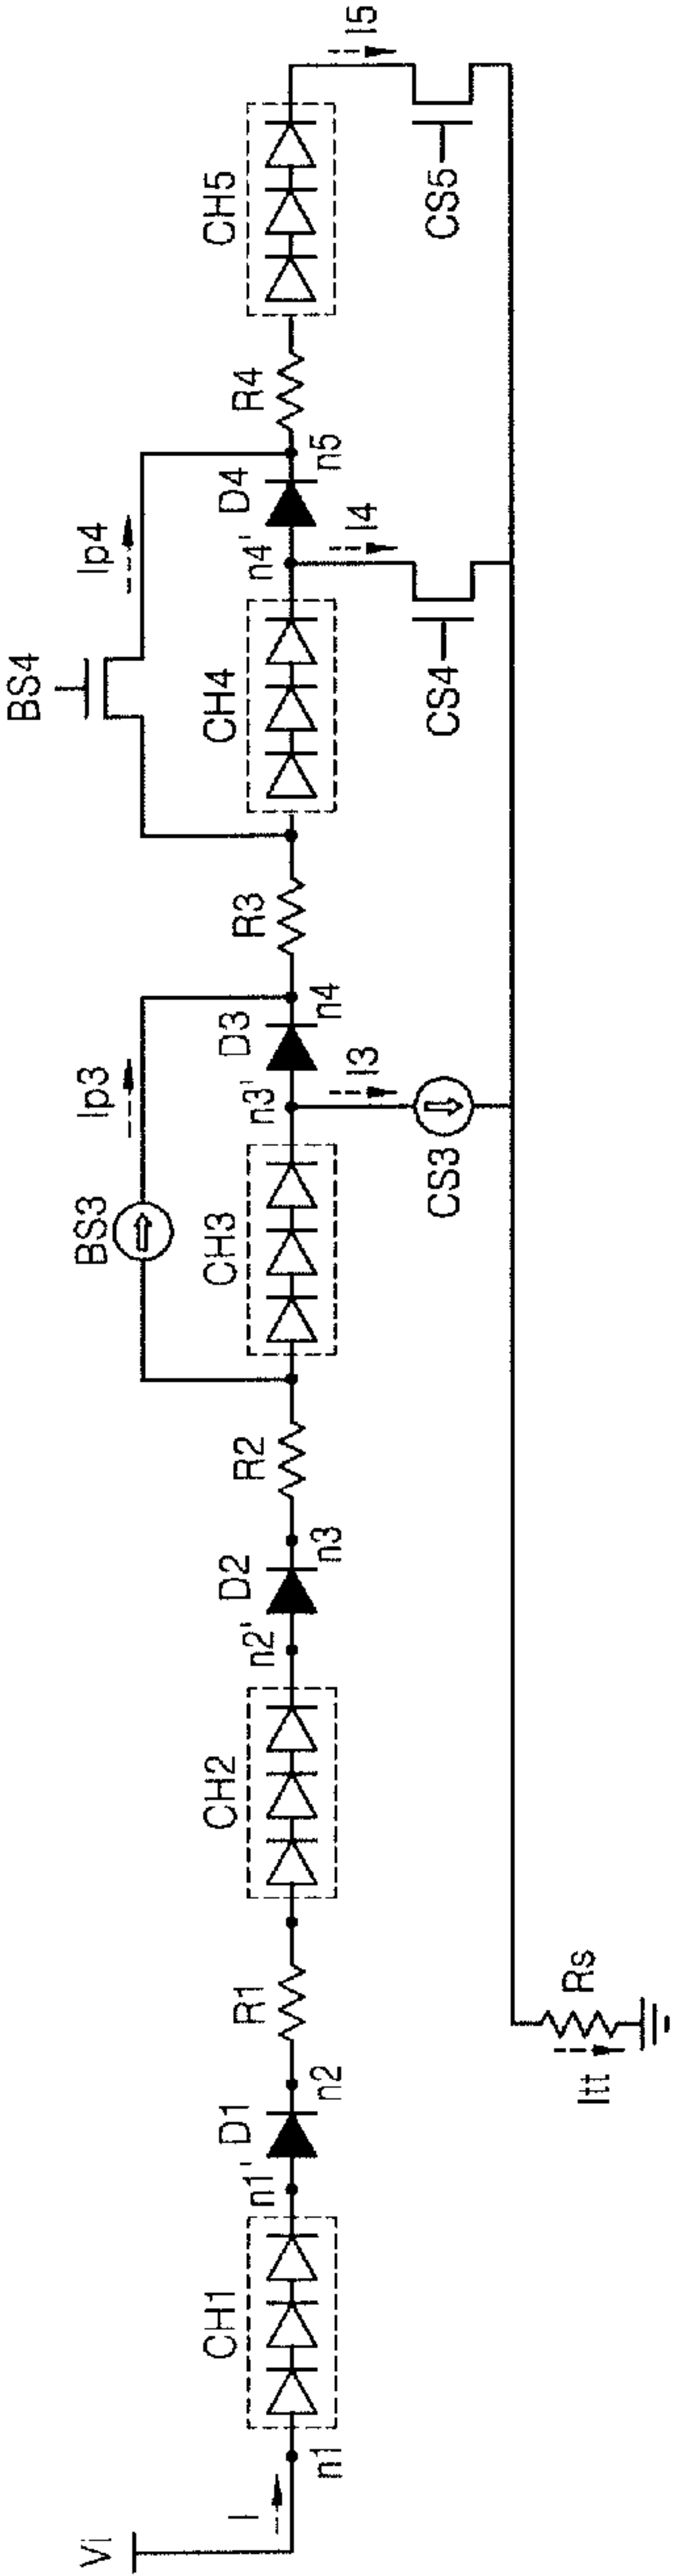 Vi
I
n1
CH1
n1'
D1
n2
R1
CH2
n2'
D2
n3
R2
BS3
Ip3
CH3
n3'
D3
n4
I3
CS3
R3
BS4
Ip4
CH4
n4'
D4
n5
I4
CS4
R4
CH5
I5
CS5
Itt
Rs